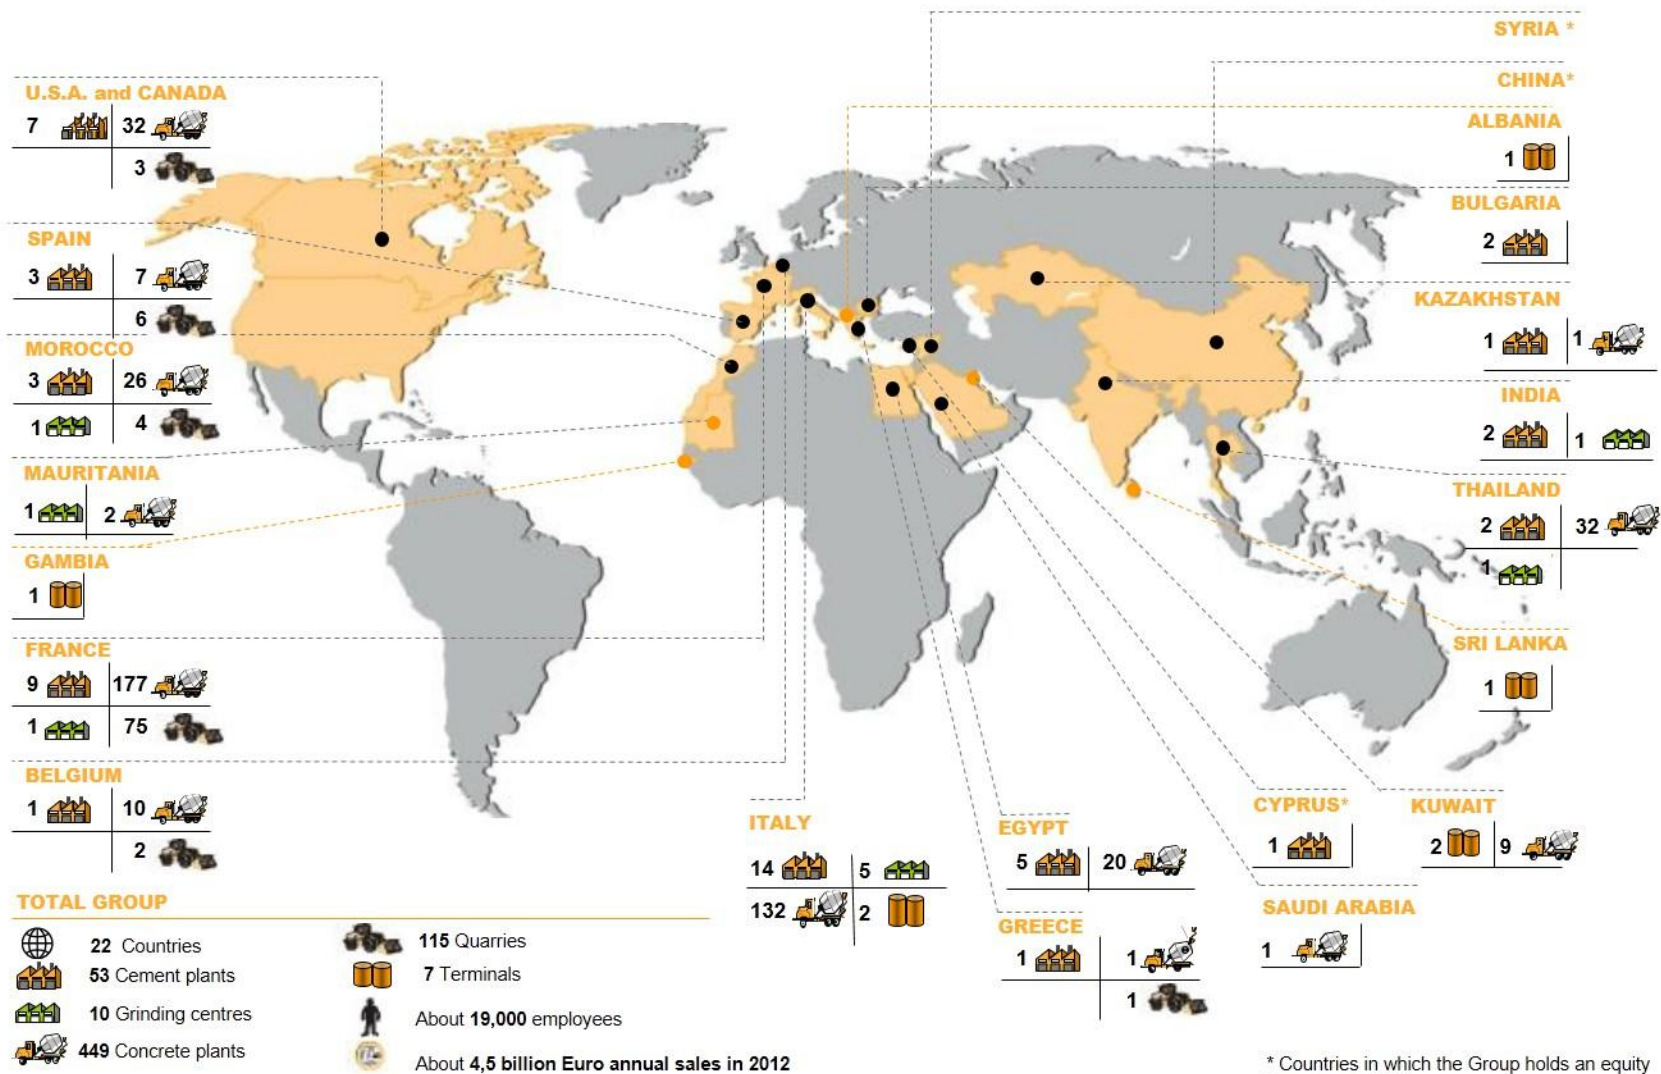 SYRIA *
CHINA*
U.S.A. and CANADA
7 32
3
ALBANIA
1
BULGARIA
2
SPAIN
3 7
6
KAZAKHSTAN
1 1
MOROCCO
3 26
1 4
INDIA
2 1
MAURITANIA
1 2
THAILAND
2 32
1
GAMBIA
1
FRANCE
9 177
1 75
SRI LANKA
1
BELGIUM
1 10
2
ITALY
14 5
132 2
EGYPT
5 20
CYPRUS*
1
KUWAIT
2 9
GREECE
1 1
1
SAUDI ARABIA
1
TOTAL GROUP
22 Countries
53 Cement plants
10 Grinding centres
449 Concrete plants
115 Quarries
7 Terminals
About 19,000 employees
About 4,5 billion Euro annual sales in 2012
* Countries in which the Group holds an equity